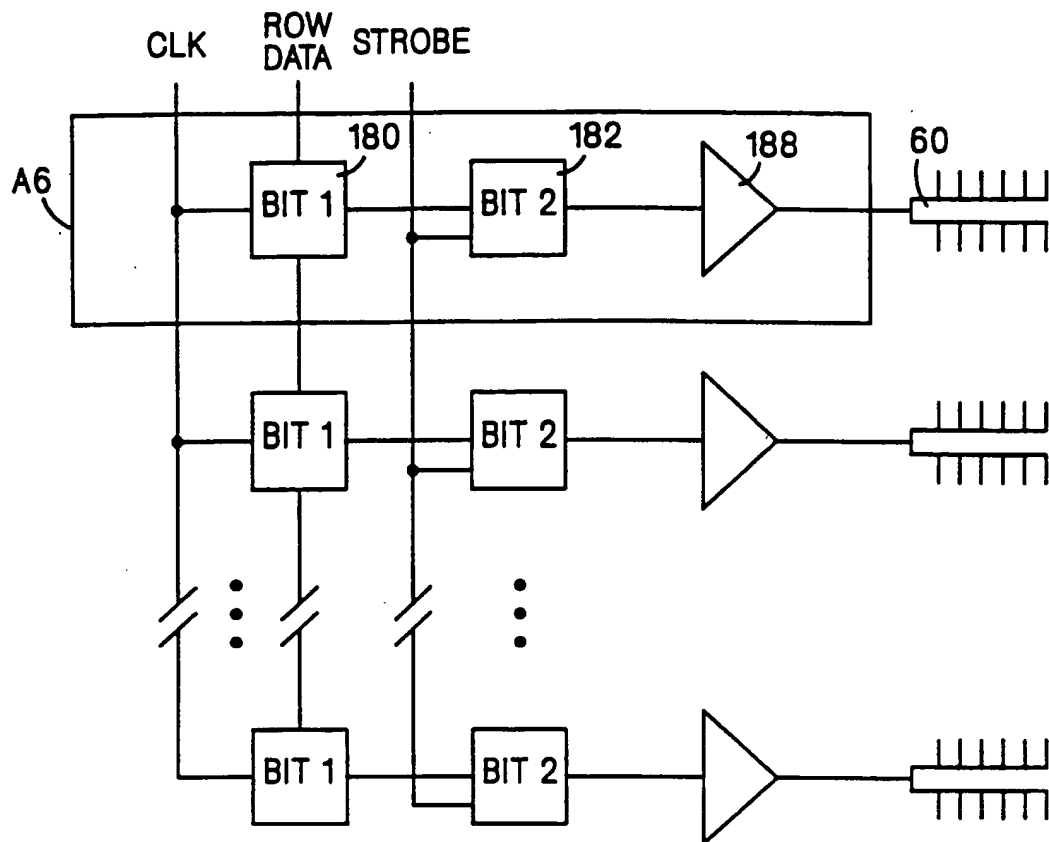 CLK
ROW
DATA
STROBE
A6
180
182
188
60
BIT 1
BIT 2
BIT 1
BIT 2
BIT 1
BIT 2